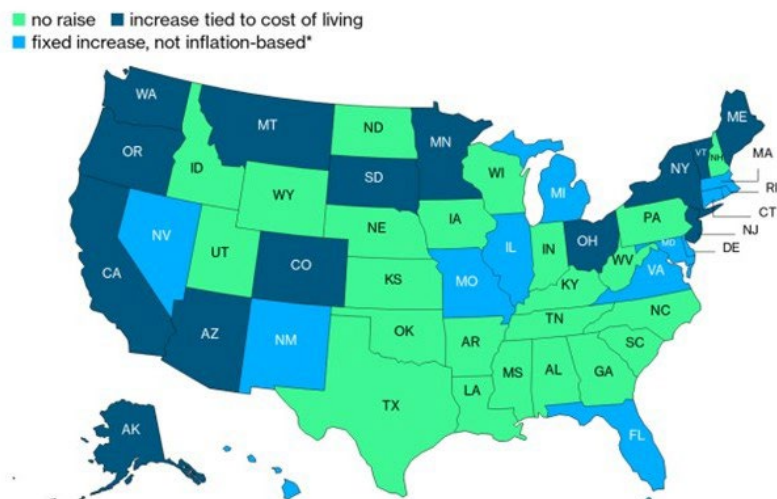 no raise increase tied to cost of living
fixed increase, not inflation-based*
WA
ME
MT
ND
MN
VT
NH
MA
OR
ID
SD
WI
NY
RI
WY
MI
CT
IA
PA
NJ
NV
NE
IL
IN
OH
MD
DE
UT
CO
WV
VA
CA
KS
MO
KY
NC
TN
AZ
NM
OK
AR
SC
MS
AL
GA
LA
TX
AK
FL